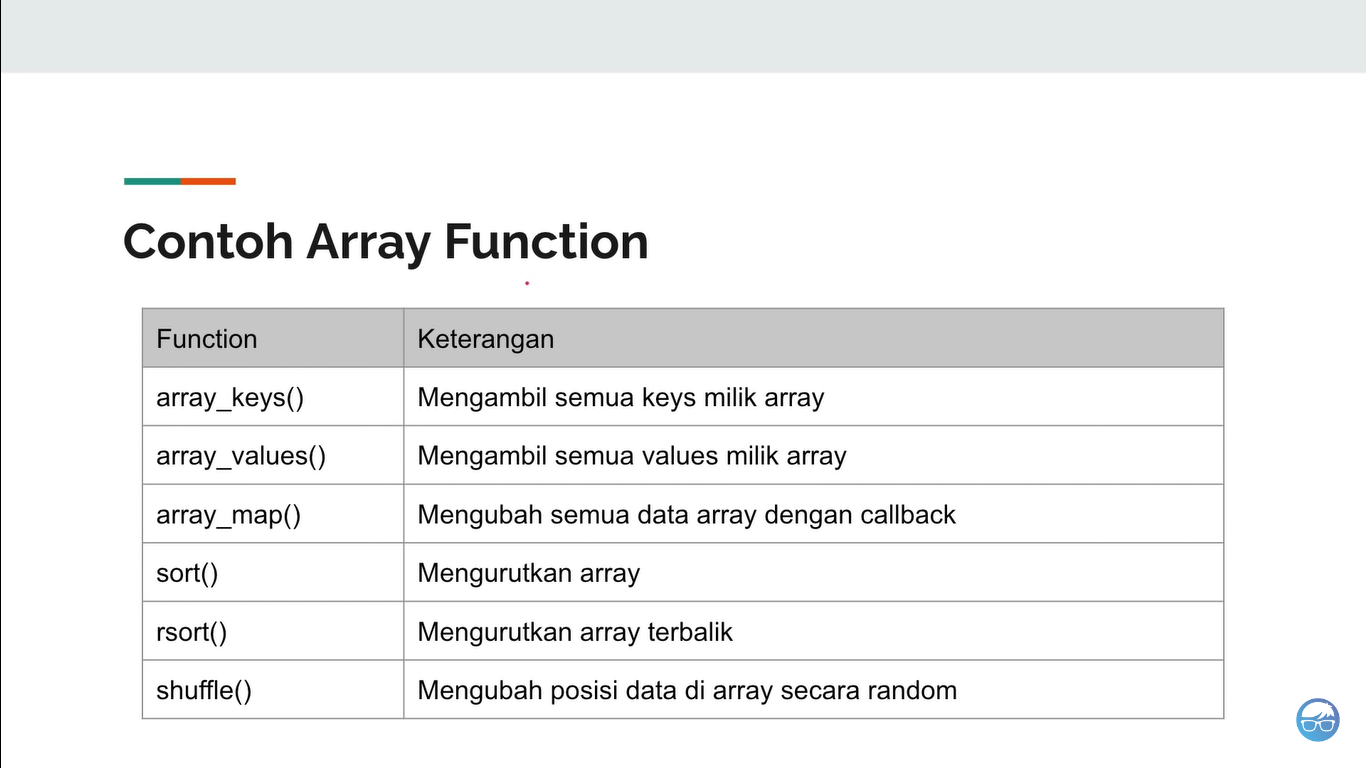 Contoh Array Function
Function Keterangan
array_keys() Mengambil semua keys milik array
array_values() Mengambil semua values milik array
array_map() Mengubah semua data array dengan callback
sort() Mengurutkan array
rsort() Mengurutkan array terbalik
shuffle() Mengubah posisi data di array secara random